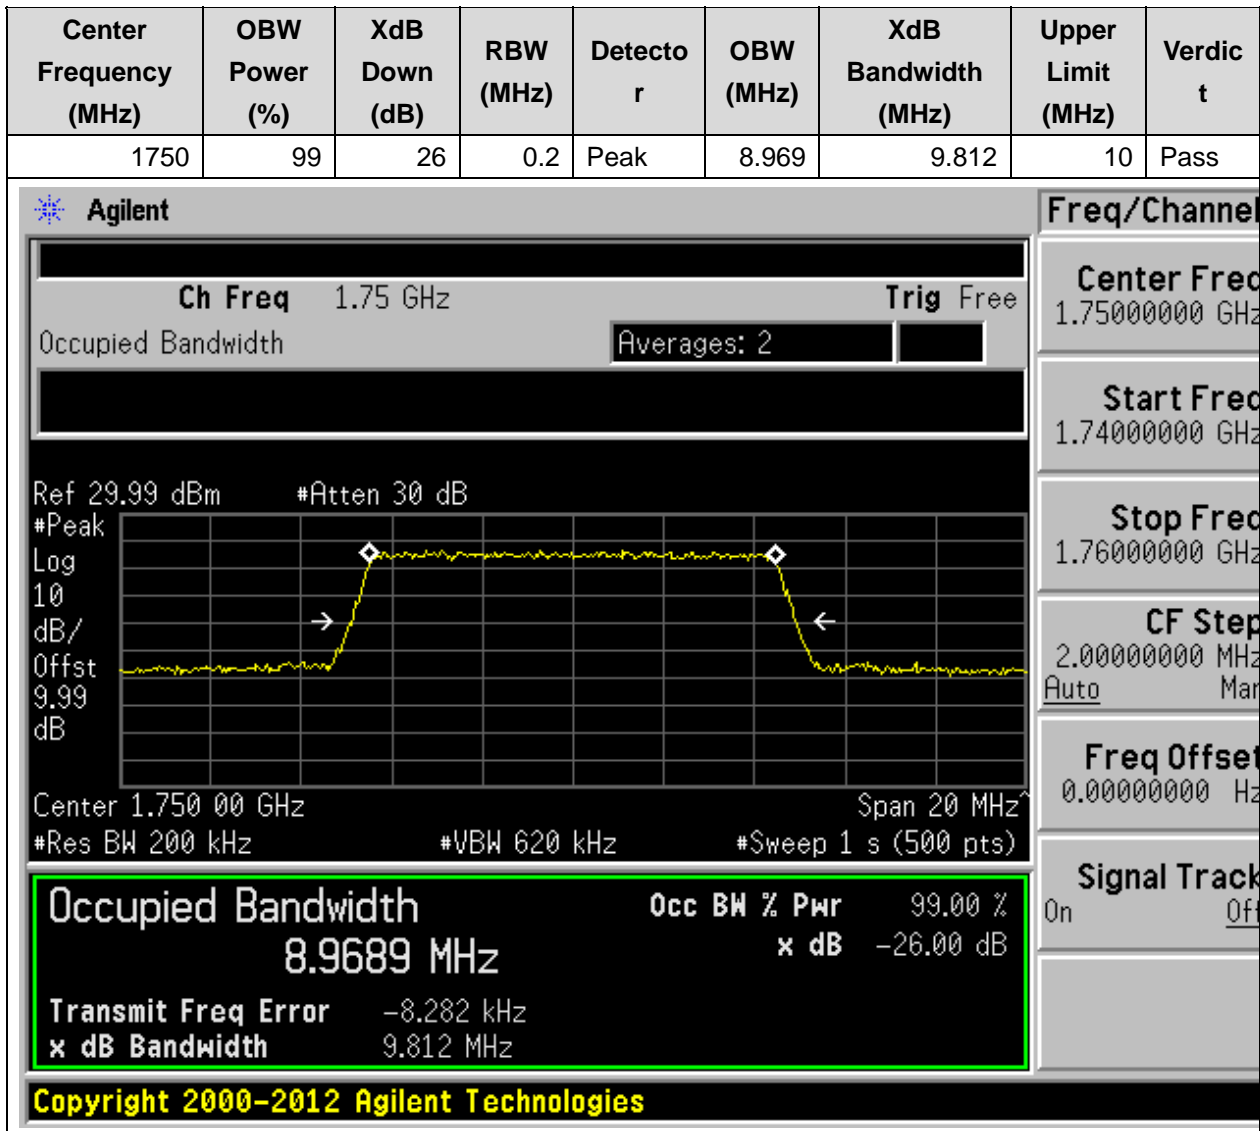 Center Frequency (MHz) OBW Power (%) XdB Down (dB) RBW (MHz) Detecto r OBW (MHz) XdB Bandwidth (MHz) Upper Limit (MHz) Verdic t
1750 99 26 0.2 Peak 8.969 9.812 10 Pass
Agilent
Ch Freq 1.75 GHz Trig Free
Occupied Bandwidth Averages: 2
Ref 29.99 dBm #Atten 30 dB
#Peak
Log
10
dB/
Offst
9.99
dB
Center 1.750 00 GHz Span 20 MHz^
#Res BW 200 kHz #VBW 620 kHz #Sweep 1 s (500 pts)
Occupied Bandwidth Occ BW % Pwr 99.00 %
8.9689 MHz x dB -26.00 dB
Transmit Freq Error -8.282 kHz
x dB Bandwidth 9.812 MHz
Copyright 2000-2012 Agilent Technologies
Freq/Channel
Center Freq
1.75000000 GHz
Start Freq
1.74000000 GHz
Stop Freq
1.76000000 GHz
CF Step
2.00000000 MHz
Auto Man
Freq Offset
0.00000000 Hz
Signal Track
On Off